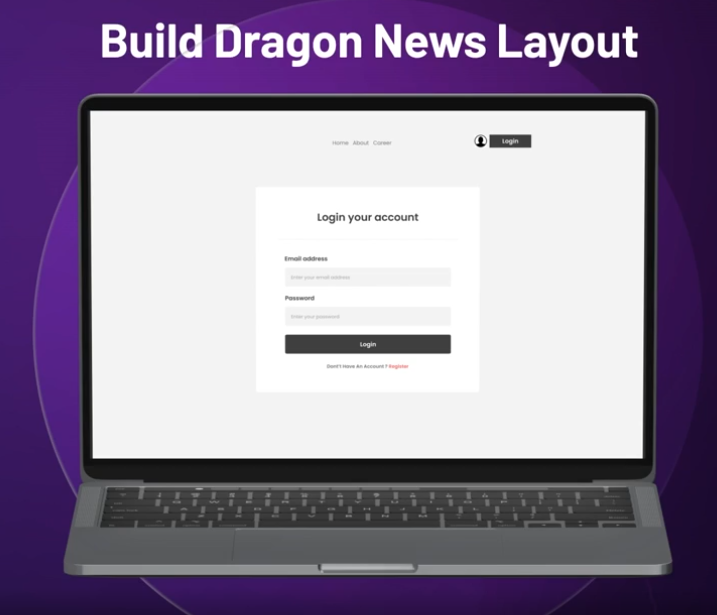 Build Dragon News Layout
Home About Career
Login
Login your account
Email address
Enter your email address
Password
Enter your password
Login
Don't Have An Account ? Register